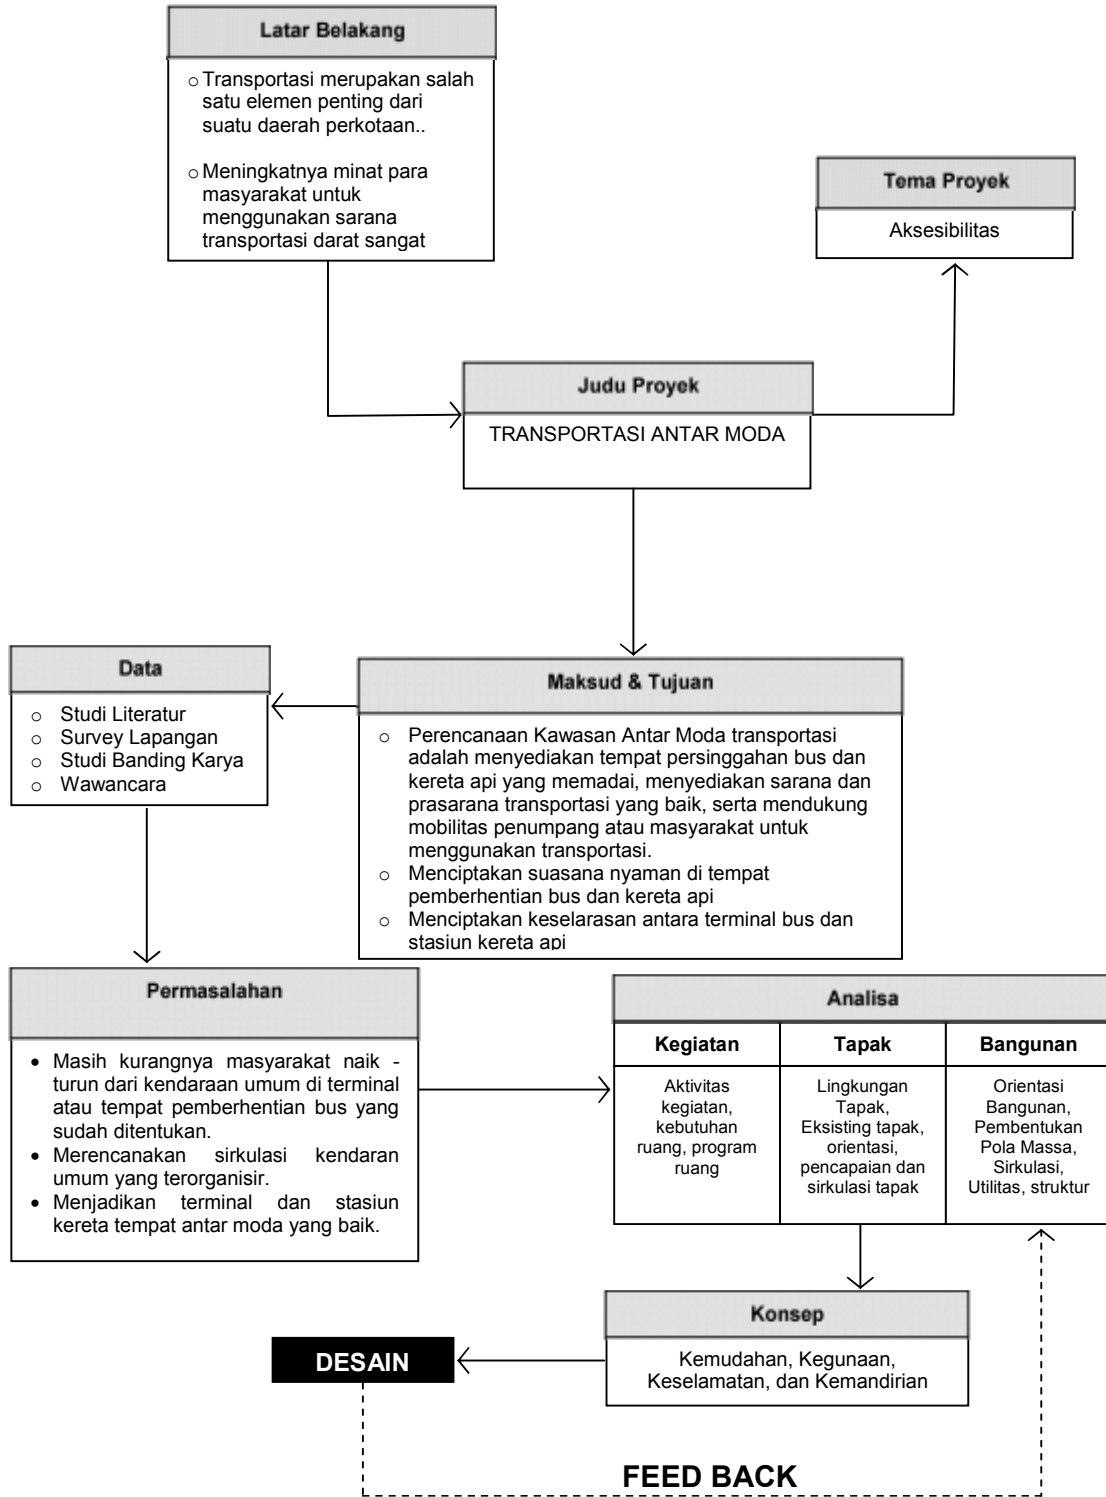 Latar Belakang
o Transportasi merupakan salah
satu elemen penting dari
suatu daerah perkotaan..
o Meningkatnya minat para
masyarakat untuk
menggunakan sarana
transportasi darat sangat
Tema Proyek
Aksesibilitas
Judu Proyek
TRANSPORTASI ANTAR MODA
Maksud & Tujuan
o Perencanaan Kawasan Antar Moda transportasi
adalah menyediakan tempat persinggahan bus dan
kereta api yang memadai, menyediakan sarana dan
prasarana transportasi yang baik, serta mendukung
mobilitas penumpang atau masyarakat untuk
menggunakan transportasi.
o Menciptakan suasana nyaman di tempat
pemberhentian bus dan kereta api
o Menciptakan keselarasan antara terminal bus dan
stasiun kereta api
Data
o Studi Literatur
o Survey Lapangan
o Studi Banding Karya
o Wawancara
Permasalahan
• Masih kurangnya masyarakat naik -
turun dari kendaraan umum di terminal
atau tempat pemberhentian bus yang
sudah ditentukan.
• Merencanakan sirkulasi kendaran
umum yang terorganisir.
• Menjadikan terminal dan stasiun
kereta tempat antar moda yang baik.
Analisa
Kegiatan
Aktivitas
kegiatan,
kebutuhan
ruang, program
ruang
Tapak
Lingkungan
Tapak,
Eksisting tapak,
orientasi,
pencapaian dan
sirkulasi tapak
Bangunan
Orientasi
Bangunan,
Pembentukan
Pola Massa,
Sirkulasi,
Utilitas, struktur
Konsep
Kemudahan, Kegunaan,
Keselamatan, dan Kemandirian
DESAIN
FEED BACK